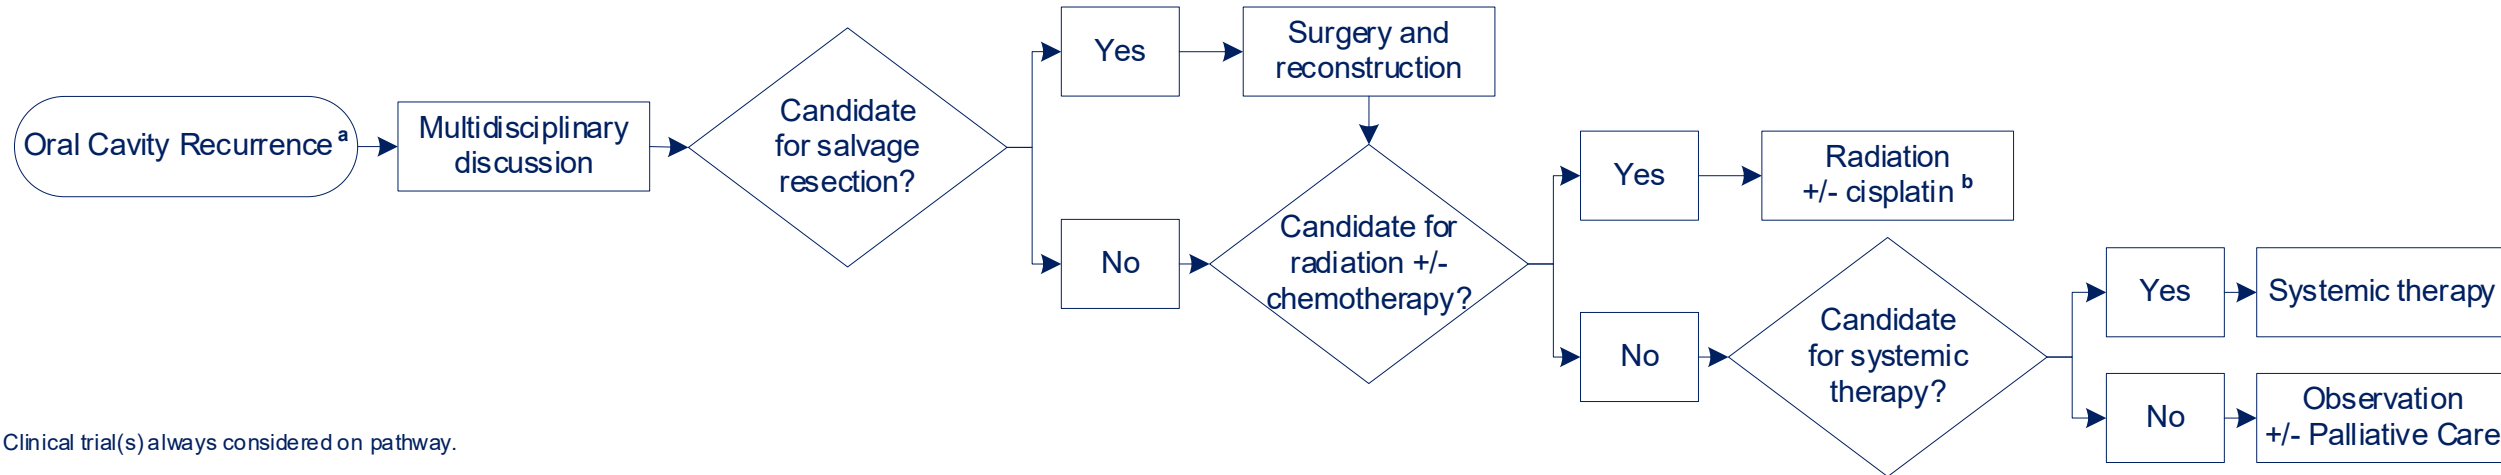 Oral Cavity Recurrence a
Multidisciplinary
discussion
Candidate
for salvage
resection?
Yes
Surgery and
reconstruction
No
Candidate for
radiation +/-
chemotherapy?
Yes
Radiation
+/- cisplatin b
No
Candidate
for systemic
therapy?
Yes
Systemic therapy
No
Observation
+/- Palliative Care
Clinical trial(s) always considered on pathway.